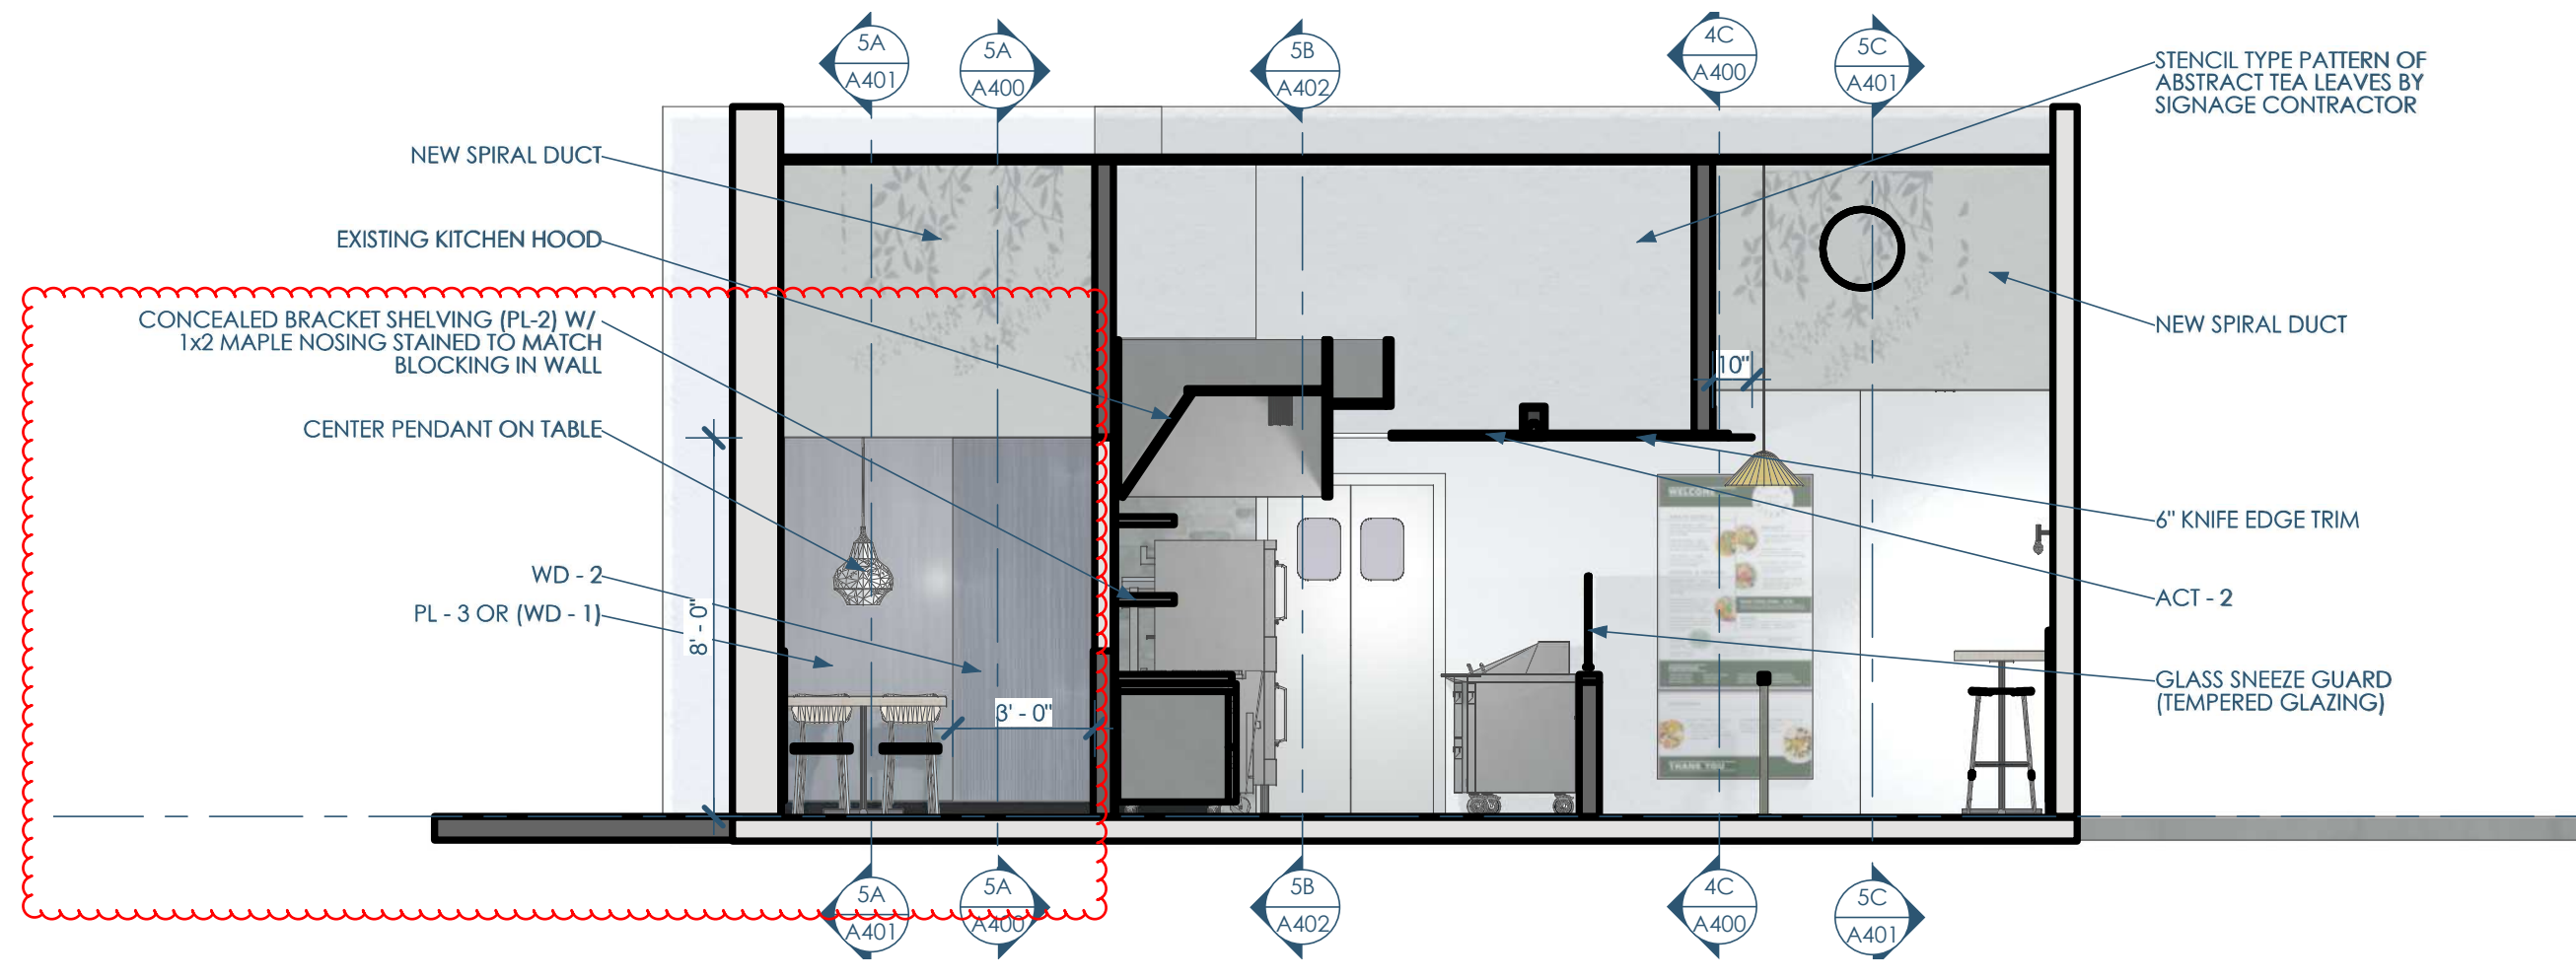 5A
A401
5A
A400
5B
A402
4C
A400
5C
A401
STENCIL TYPE PATTERN OF
ABSTRACT TEA LEAVES BY
SIGNAGE CONTRACTOR
NEW SPIRAL DUCT
EXISTING KITCHEN HOOD
CONCEALED BRACKET SHELVING (PL-2) W/
1x2 MAPLE NOSING STAINED TO MATCH
BLOCKING IN WALL
CENTER PENDANT ON TABLE
WD - 2
PL - 3 OR (WD - 1)
8' - 0"
3' - 0"
10"
WELCOME
THANK YOU
NEW SPIRAL DUCT
6" KNIFE EDGE TRIM
ACT - 2
GLASS SNEEZE GUARD
(TEMPERED GLAZING)
5A
A401
5A
A400
5B
A402
4C
A400
5C
A401